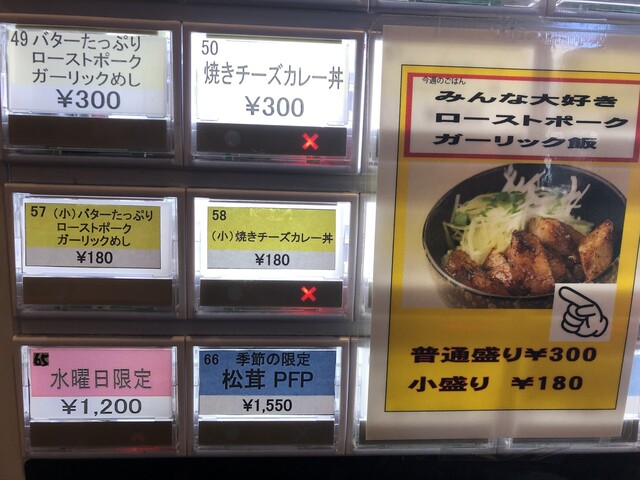 49 バターたっぷり
ローストポーク
ガーリックめし
¥300
50
焼きチーズカレー丼
¥300
57 (小)バターたっぷり
ローストポーク
ガーリックめし
¥180
58
(小)焼きチーズカレー丼
¥180
65
水曜日限定
¥1,200
66 季節の限定
松茸 PFP
¥1,550
今週のごはん
みんな大好き
ローストポーク
ガーリック飯
普通盛り¥300
小盛り ¥180